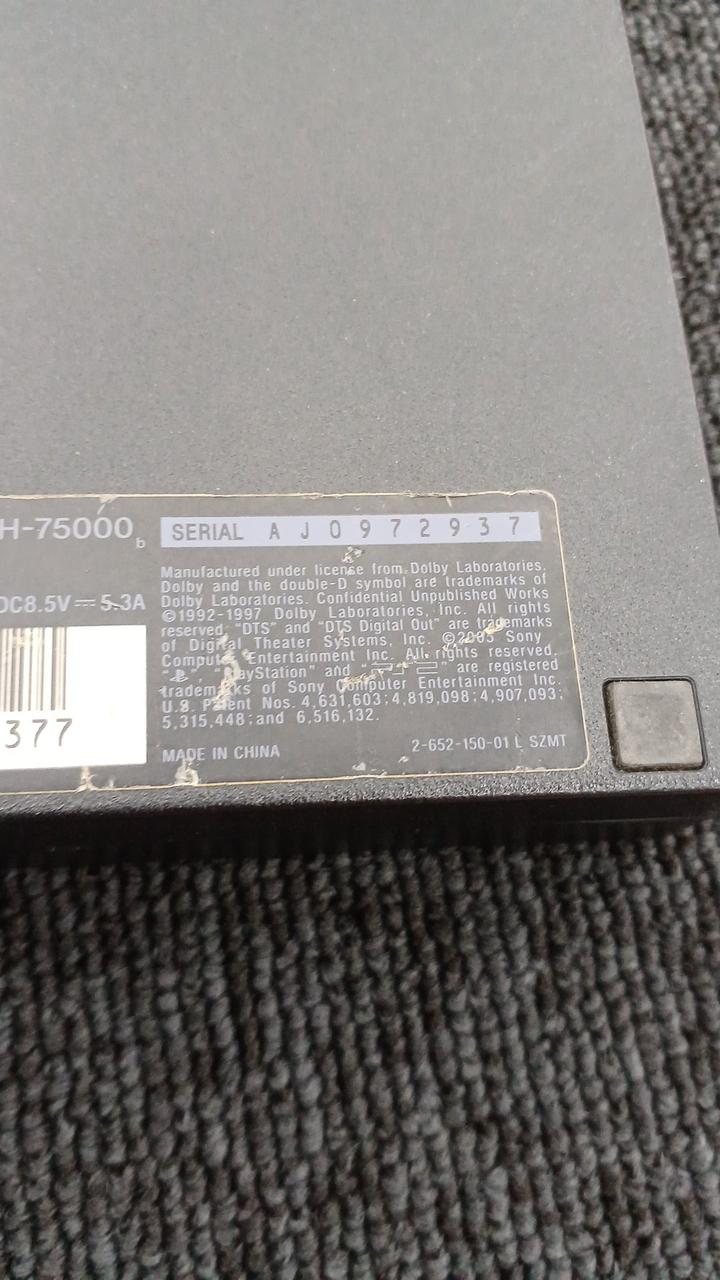 H-75000 b
SERIAL A J 0 9 7 2 9 3 7
DC8.5V 5.3A
377
Manufactured under license from Dolby Laboratories.
Dolby and the double-D symbol are trademarks of
Dolby Laboratories. Confidential Unpublished Works
©1992-1997 Dolby Laboratories, Inc. All rights
reserved. "DTS" and "DTS Digital Out" are trademarks
of Digital Theater Systems, Inc. ©2003 Sony
Computer Entertainment Inc. All rights reserved.
" ", "PlayStation" and "PS2" are registered
trademarks of Sony Computer Entertainment Inc.
U.S. Patent Nos. 4,631,603;4,819,098;4,907,093;
5,315,448;and 6,516,132.
MADE IN CHINA
2-652-150-01 L SZMT